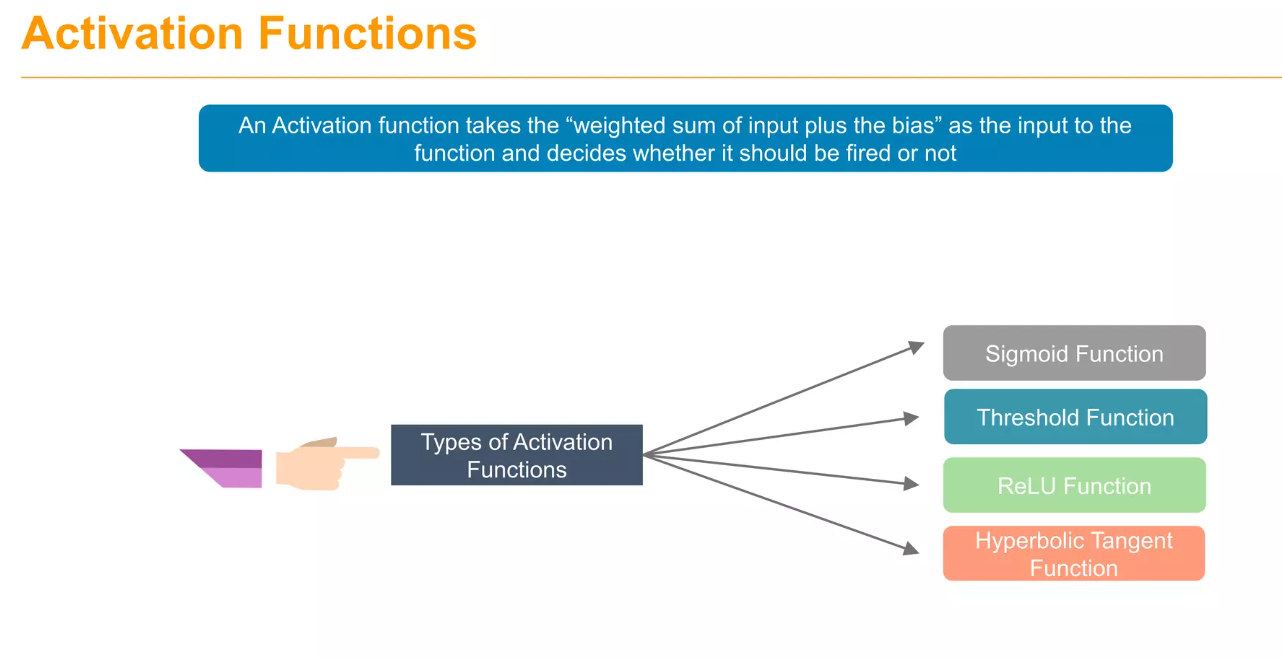 Activation Functions
An Activation function takes the “weighted sum of input plus the bias” as the input to the
function and decides whether it should be fired or not
Types of Activation
Functions
Sigmoid Function
Threshold Function
ReLU Function
Hyperbolic Tangent
Function